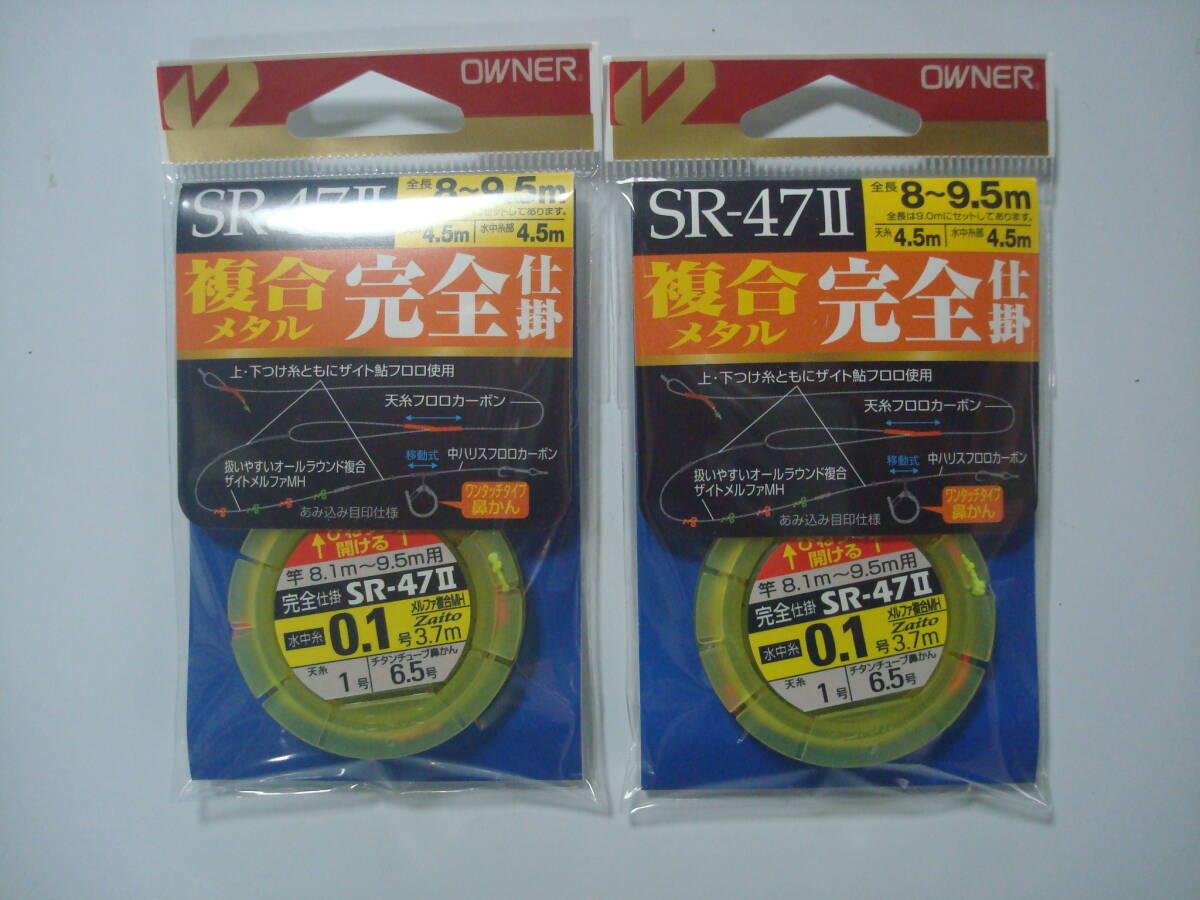 OWNER
SR-47II
全長 8～9.5m
にセットしてあります。
4.5m 水中糸部 4.5m
複合
メタル
完全仕掛
上・下つけ糸ともにザイト鮎フロロ使用
天糸フロロカーボン
移動式
中ハリスフロロカーボン
扱いやすいオールラウンド複合
ザイトメルファMH
ワンタッチタイプ
鼻かん
あみ込み目印仕様
開ける
竿8.1m～9.5m用
完全仕掛 SR-47II
水中糸 0.1号 メルファ複合MH Zaito 3.7m
天糸 1号
チタンチューブ鼻かん 6.5号
OWNER
SR-47II
全長 8～9.5m
全長は9.0mにセットしてあります。
天糸 4.5m 水中糸部 4.5m
複合
メタル
完全仕掛
上・下つけ糸ともにザイト鮎フロロ使用
天糸フロロカーボン
移動式
中ハリスフロロカーボン
扱いやすいオールラウンド複合
ザイトメルファMH
ワンタッチタイプ
鼻かん
あみ込み目印仕様
開ける
竿8.1m～9.5m用
完全仕掛 SR-47II
水中糸 0.1号 メルファ複合MH Zaito 3.7m
天糸 1号
チタンチューブ鼻かん 6.5号